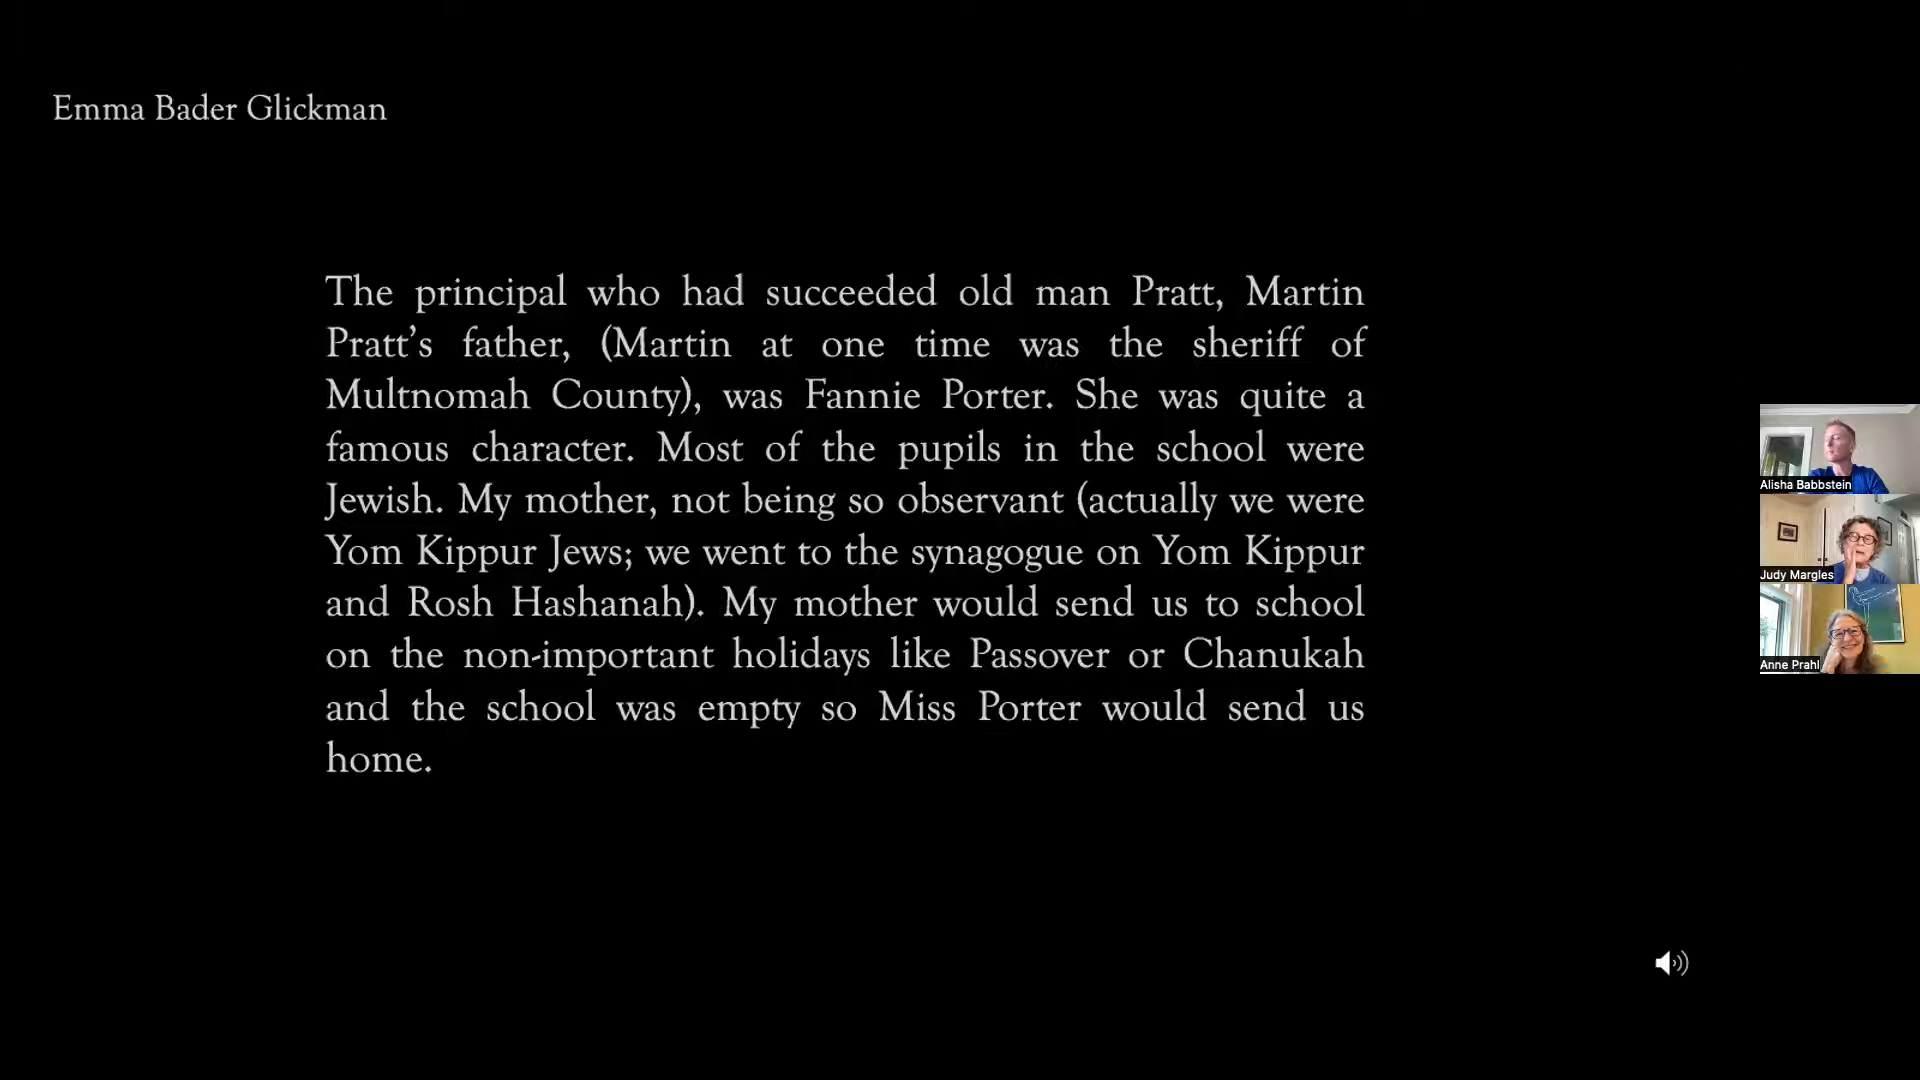 Emma Bader Glickman
The principal who had succeeded old man Pratt, Martin
Pratt’s father, (Martin at one time was the sheriff of
Multnomah County), was Fannie Porter. She was quite a
famous character. Most of the pupils in the school were
Jewish. My mother, not being so observant (actually we were
Yom Kippur Jews; we went to the synagogue on Yom Kippur
and Rosh Hashanah). My mother would send us to school
on the non-important holidays like Passover or Chanukah
and the school was empty so Miss Porter would send us
home.
Alisha Babbstein
Judy Margles
Anne Prahl